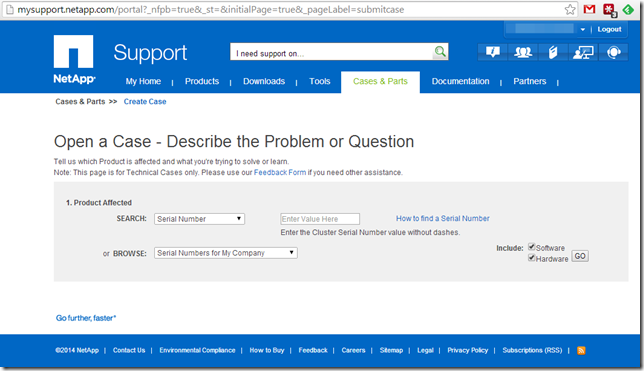 mysupport.netapp.com/portal?_nfpb=true&_st=&initialPage=true&_pageLabel=submitcase
Logout
NetApp®
Support
I need support on...
My Home | Products | Downloads | Tools | Cases & Parts | Documentation | Partners |
Cases & Parts >> Create Case
Open a Case - Describe the Problem or Question
Tell us which Product is affected and what you're trying to solve or learn.
Note: This page is for Technical Cases only. Please use our Feedback Form if you need other assistance.
1. Product Affected
SEARCH: Serial Number Enter Value Here How to find a Serial Number
Enter the Cluster Serial Number value without dashes.
or BROWSE: Serial Numbers for My Company Include: Software
Hardware GO
Go further, faster®
©2014 NetApp | Contact Us | Environmental Compliance | How to Buy | Feedback | Careers | Sitemap | Legal | Privacy Policy | Subscriptions (RSS) |